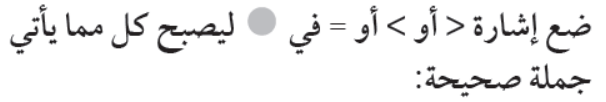 ضع إشارة < أو > أو = في ● ليصبح كل مما يأتي
جملة صحيحة: